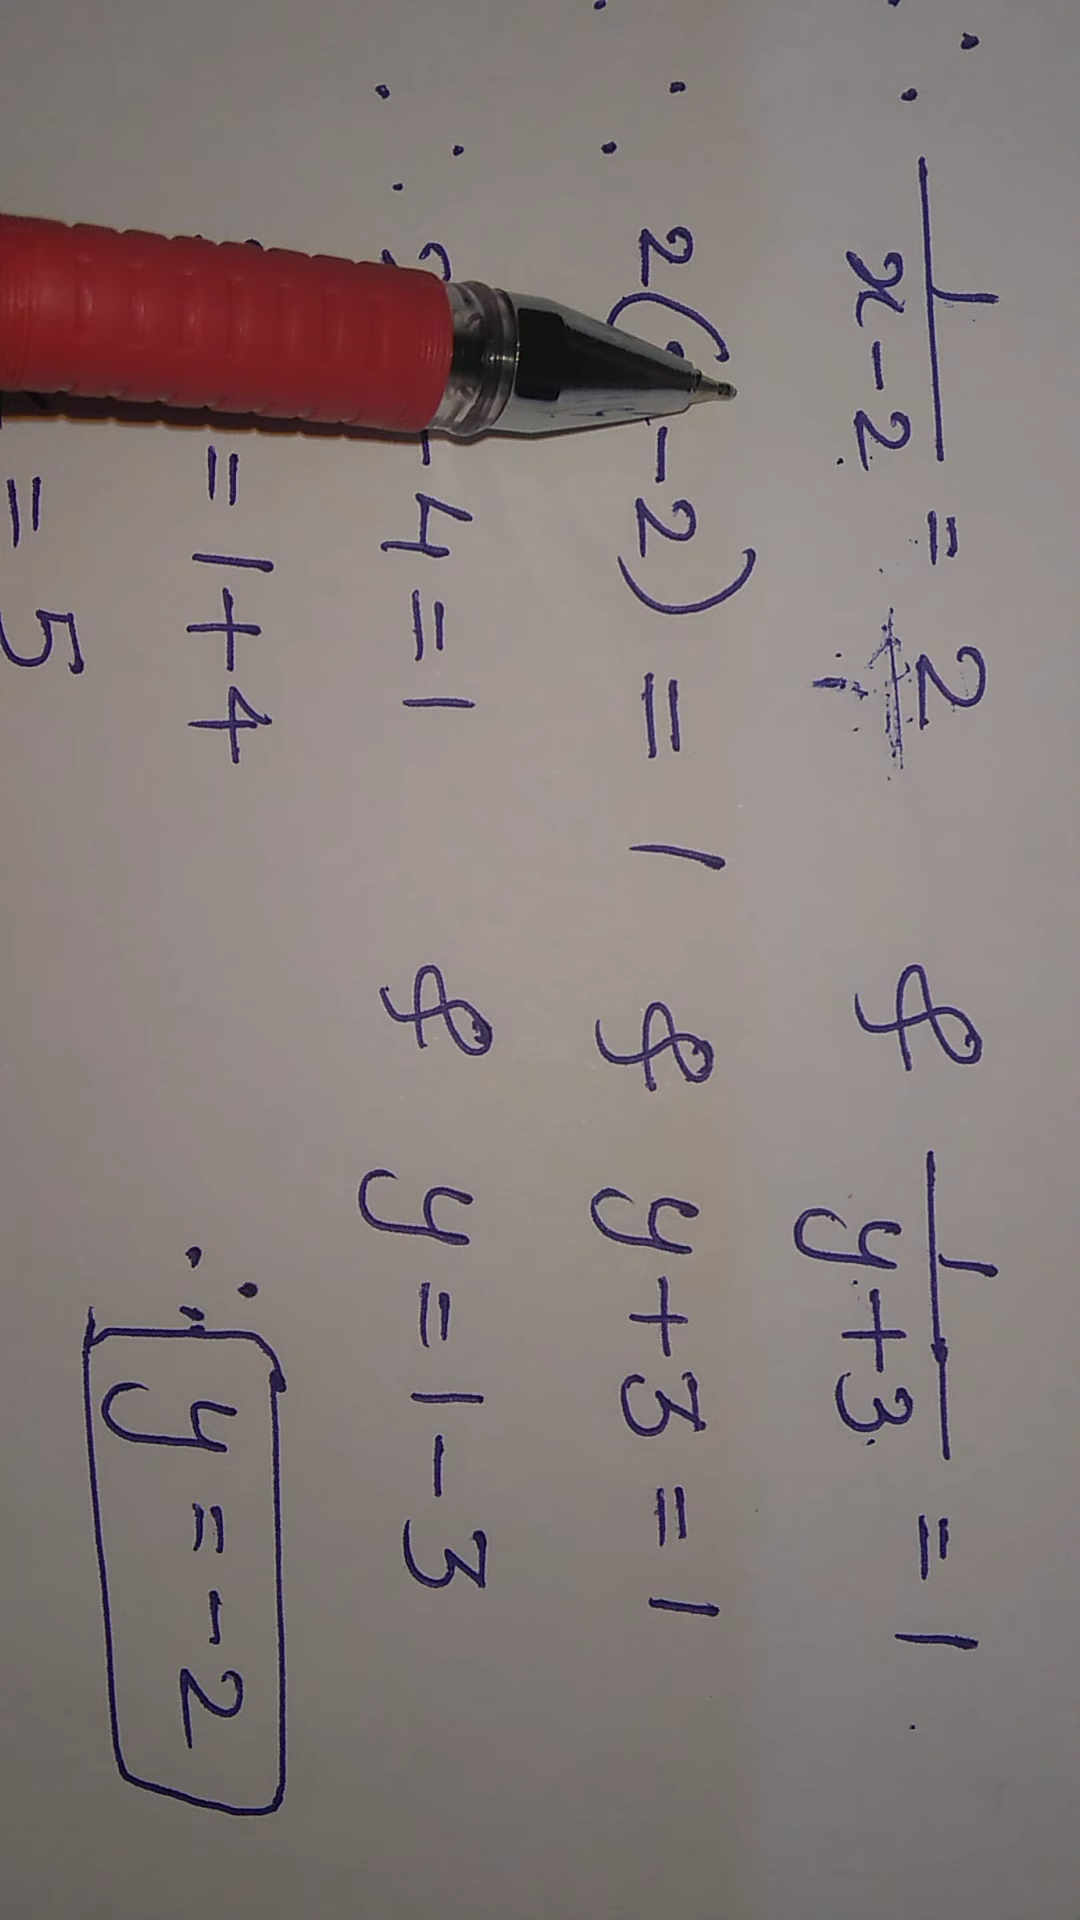 ∴ 1/(x-2) = 2 & 1/(y+3) = 1
∴ 2( -2) = 1 & y+3 = 1
∴ -4 = 1 & y = 1-3
= 1+4 ∴ y = -2
= 5